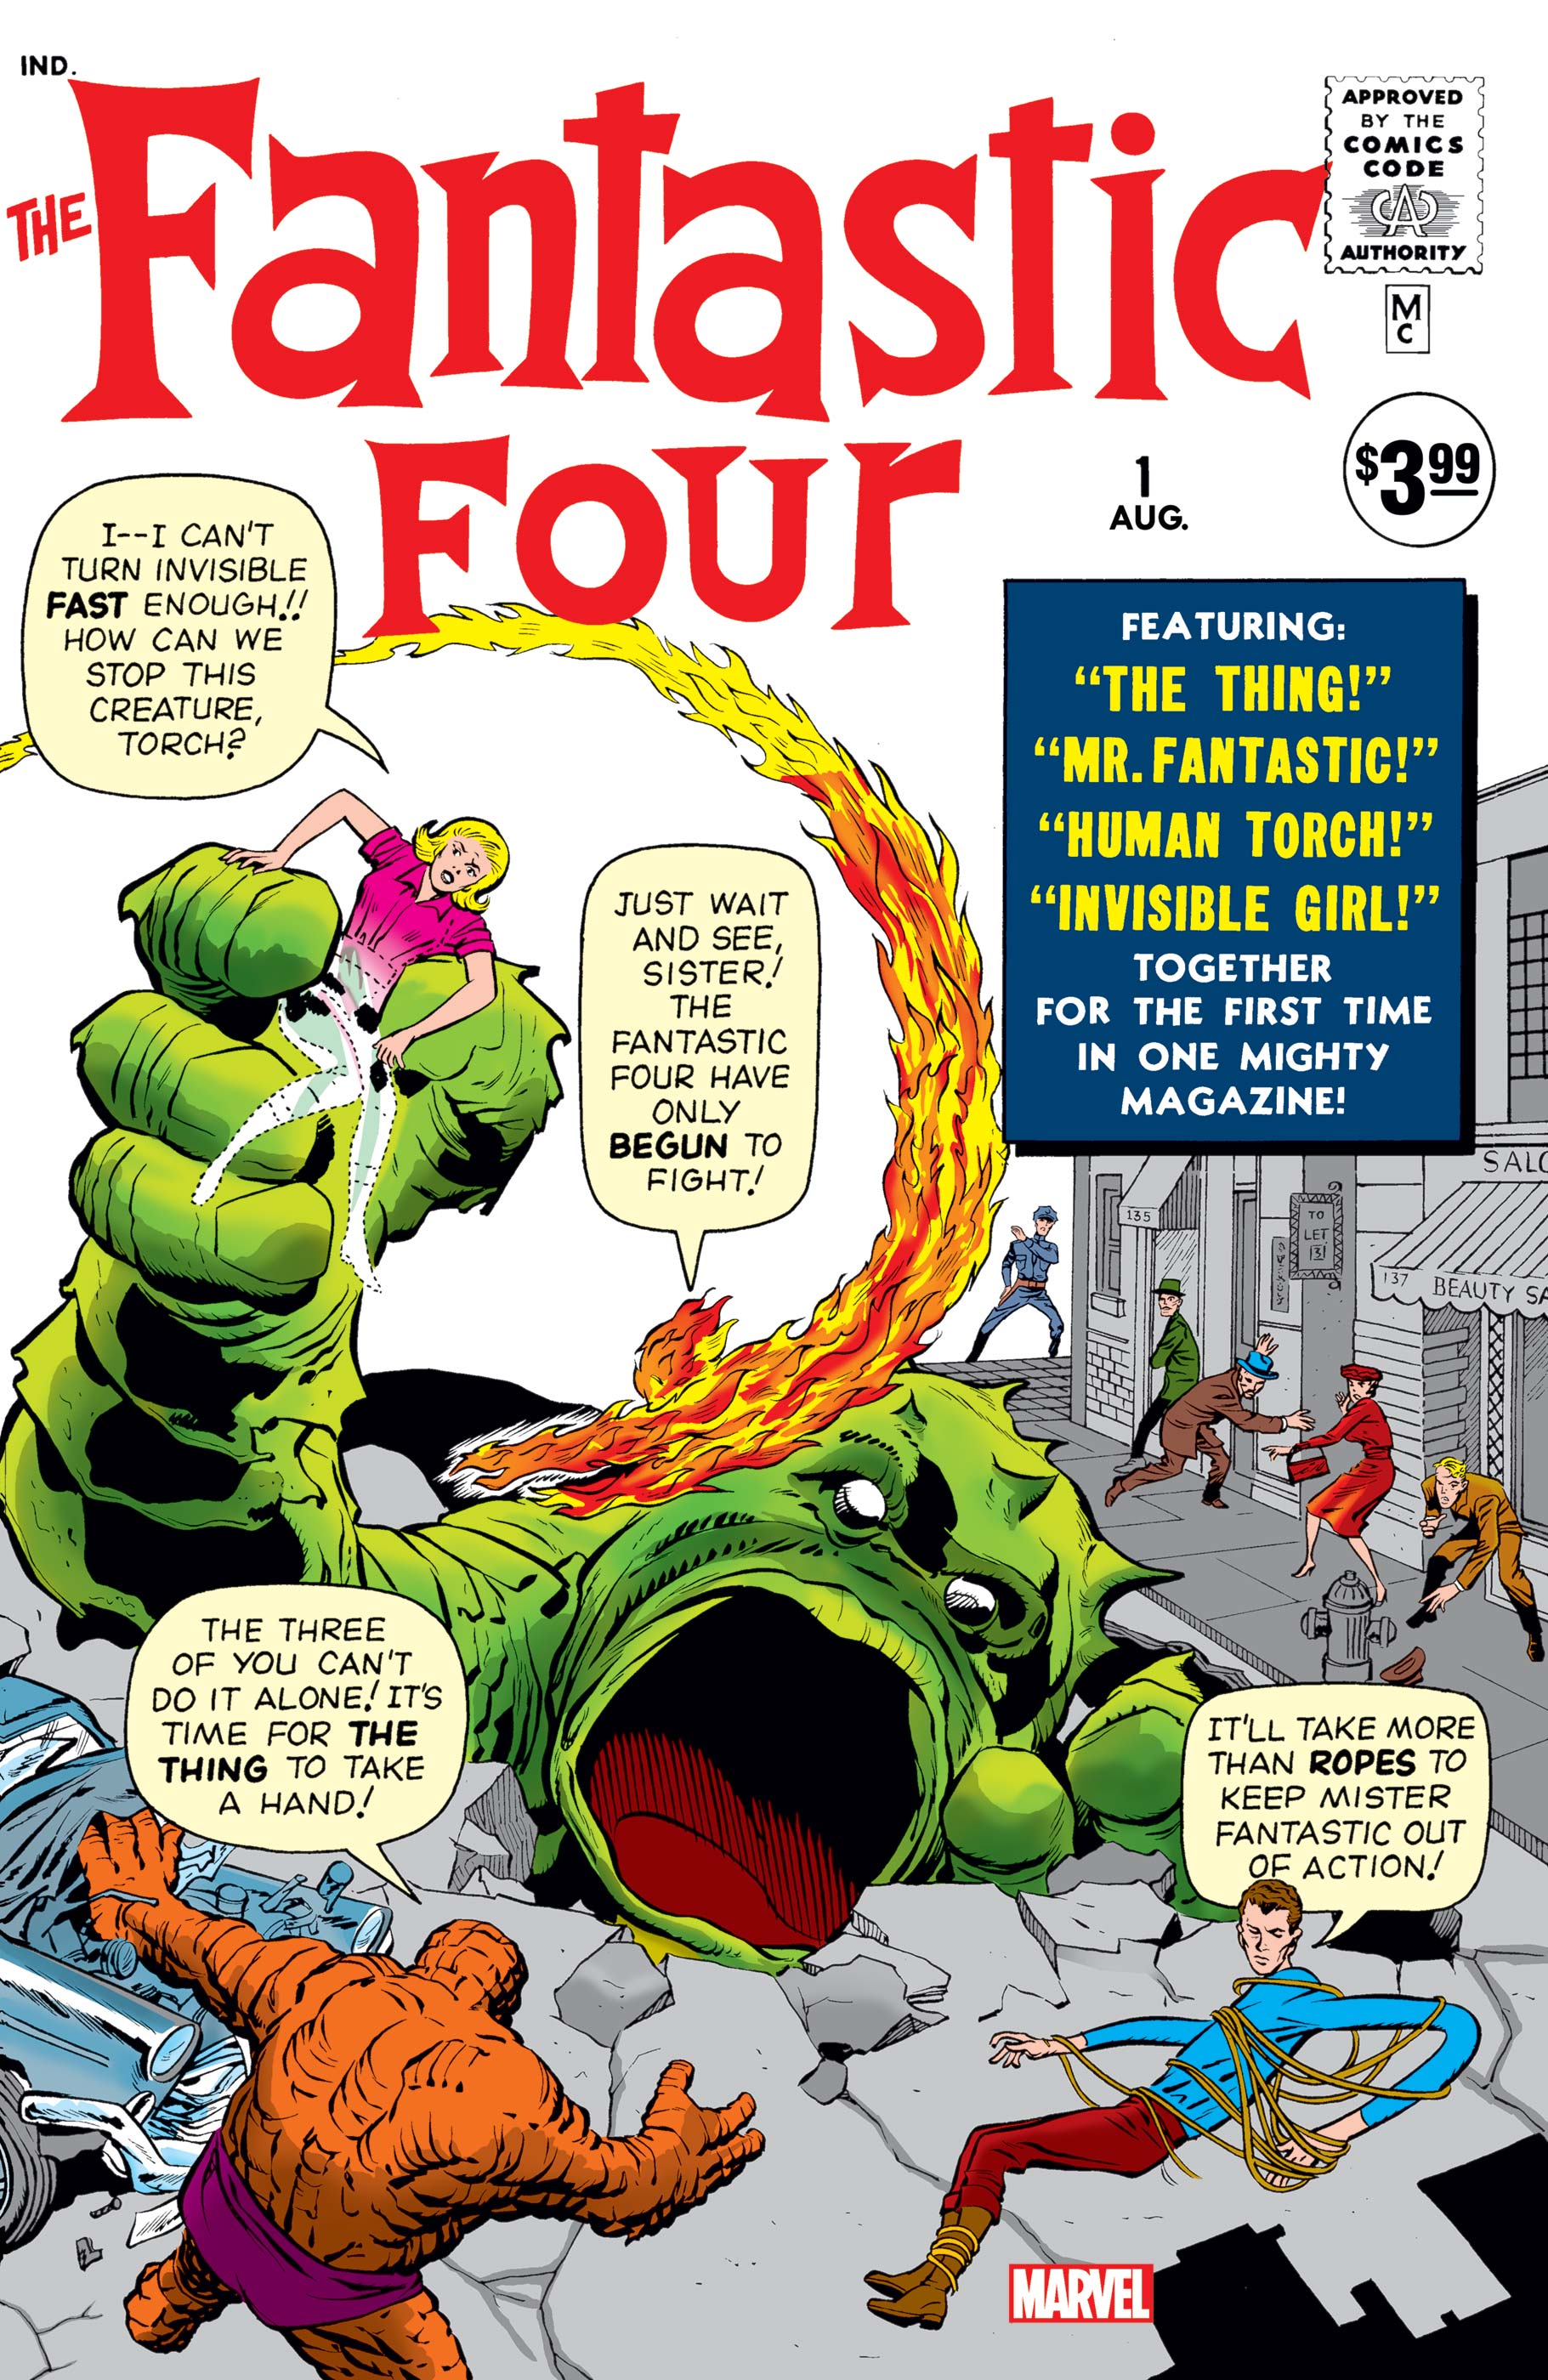 IND.
THE
Fantastic
Four
APPROVED
BY THE
COMICS
CODE
CA
AUTHORITY
M
C
1
AUG.
$3.99
I--I CAN'T
TURN INVISIBLE
FAST ENOUGH!!
HOW CAN WE
STOP THIS
CREATURE,
TORCH?
FEATURING:
“THE THING!”
“MR. FANTASTIC!”
“HUMAN TORCH!”
“INVISIBLE GIRL!”
TOGETHER
FOR THE FIRST TIME
IN ONE MIGHTY
MAGAZINE!
JUST WAIT
AND SEE,
SISTER!
THE
FANTASTIC
FOUR HAVE
ONLY
BEGUN TO
FIGHT!
SALO
135
TO
LET
131
137 BEAUTY SA
THE THREE
OF YOU CAN'T
DO IT ALONE! IT'S
TIME FOR THE
THING TO TAKE
A HAND!
IT'LL TAKE MORE
THAN ROPES TO
KEEP MISTER
FANTASTIC OUT
OF ACTION!
MARVEL